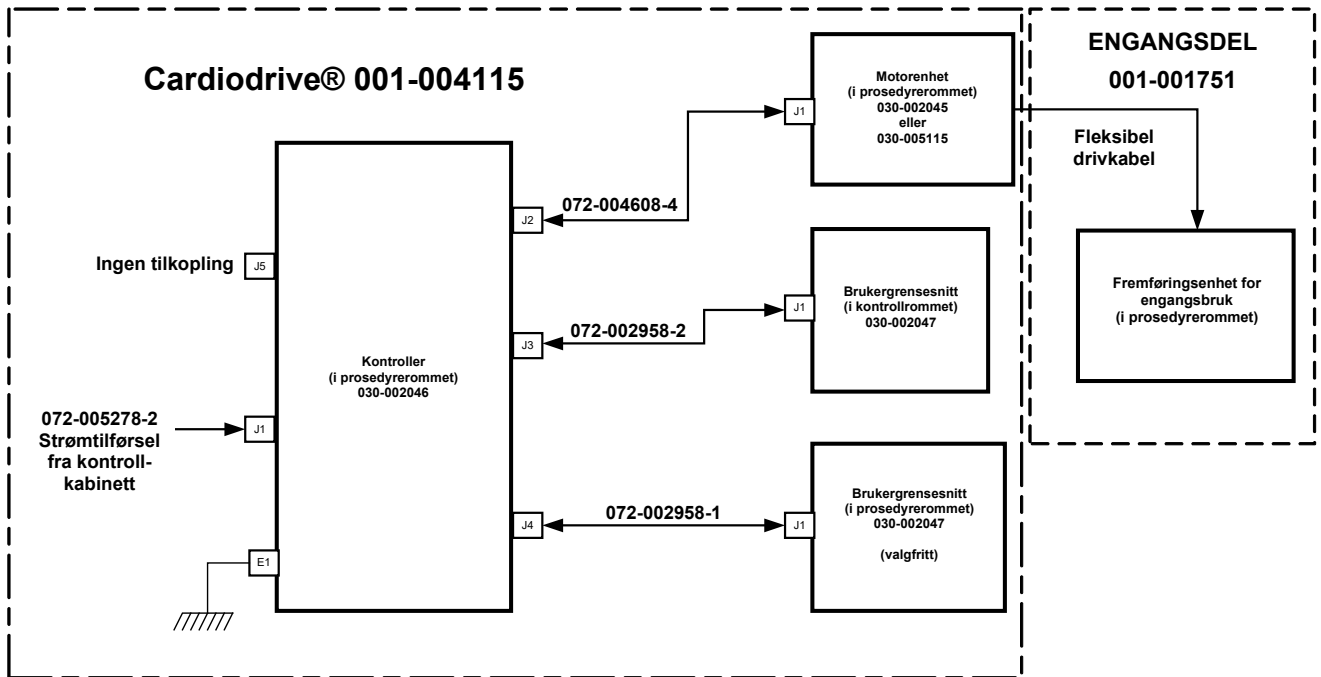 Cardiodrive® 001-004115
ENGANGSDEL
001-001751
Motorenhet
(i prosedyrerommet)
030-002045
eller
030-005115
J1
Fleksibel
drivkabel
072-004608-4
J2
Ingen tilkopling
J5
Brukergrensesnitt
(i kontrollrommet)
030-002047
J1
Fremføringsenhet for
engangsbruk
(i prosedyrerommet)
072-002958-2
J3
Kontroller
(i prosedyrerommet)
030-002046
072-005278-2
Strømtilførsel
fra kontroll-
kabinett
J1
J4
072-002958-1
J1
Brukergrensesnitt
(i prosedyrerommet)
030-002047
(valgfritt)
E1